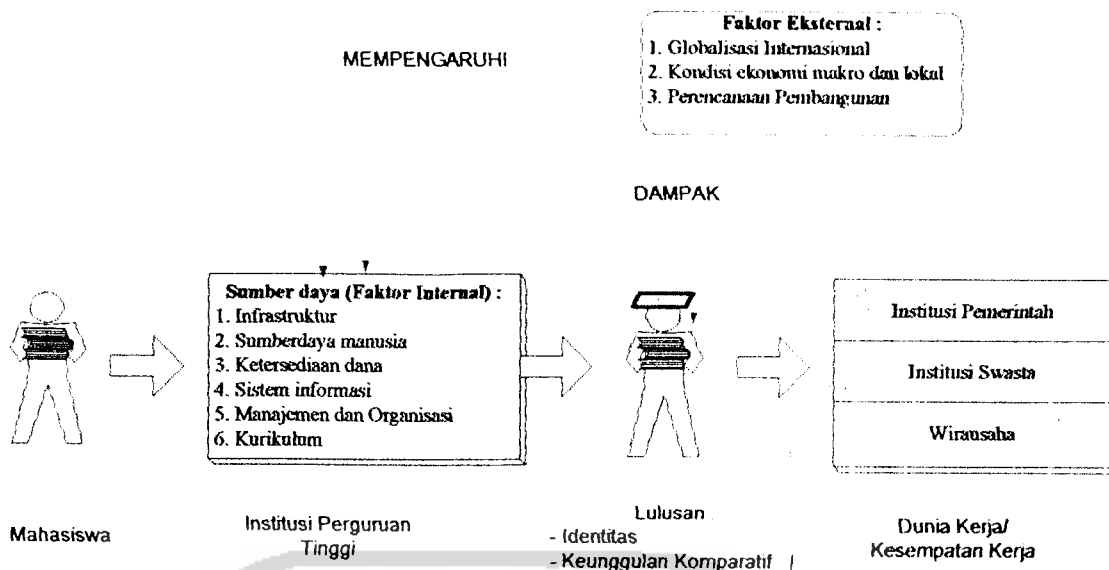 Faktor Eksternal :
1. Globalisasi Internasional
2. Kondisi ekonomi makro dan lokal
3. Perencanaan Pembangunan
MEMPENGARUHI
DAMPAK
Sumber daya (Faktor Internal) :
1. Infrastruktur
2. Sumberdaya manusia
3. Ketersediaan dana
4. Sistem informasi
5. Manajemen dan Organisasi
6. Kurikulum
Institusi Pemerintah
Institusi Swasta
Wirausaha
Mahasiswa
Institusi Perguruan
Tinggi
Lulusan
- Identitas
- Keunggulan Komparatif
Dunia Kerja/
Kesempatan Kerja